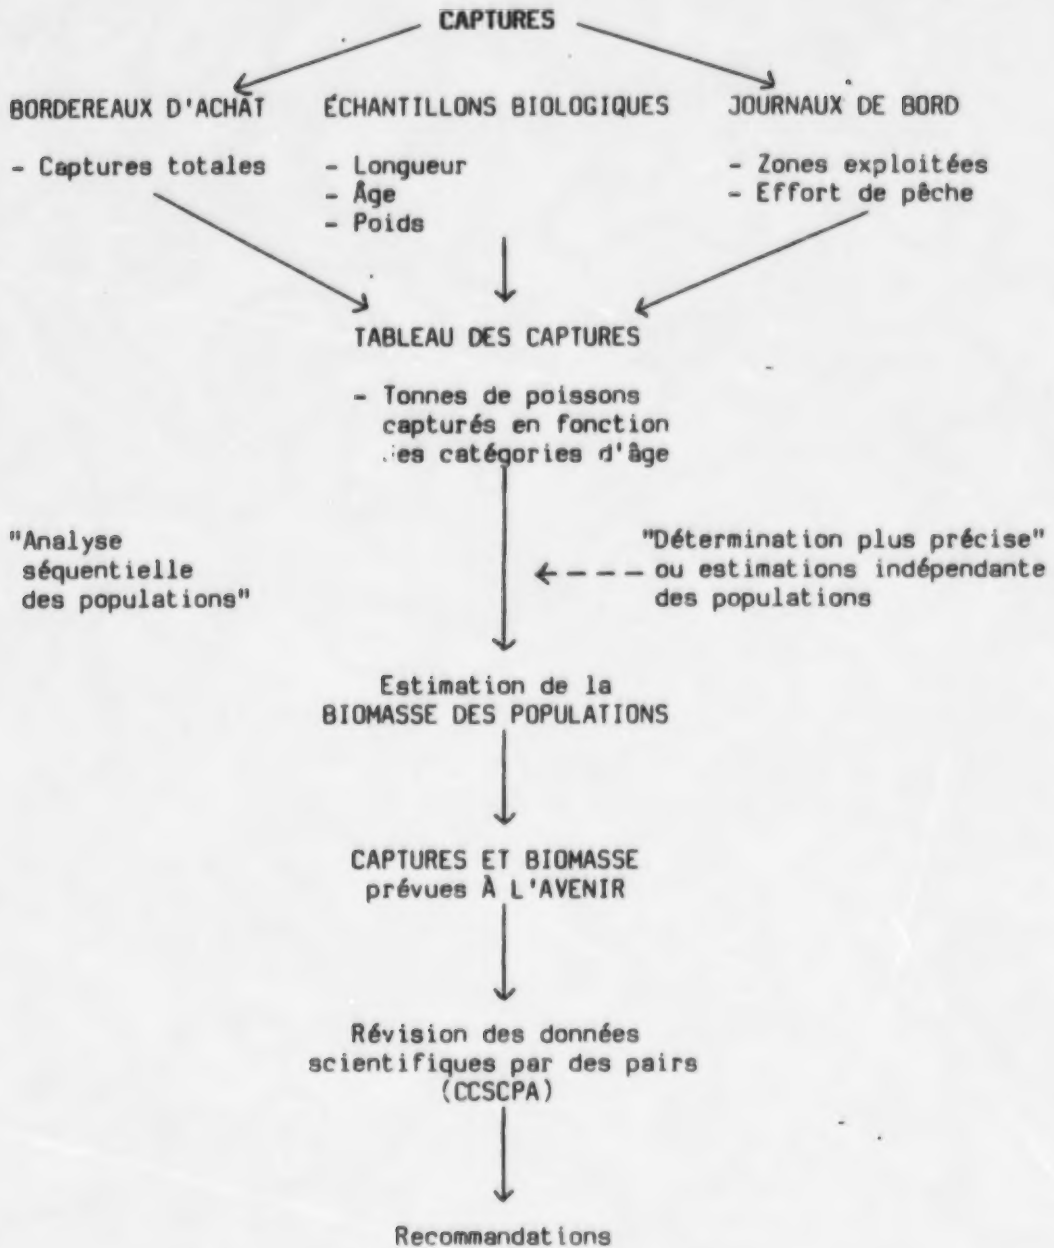 CAPTURES
BORDEREAUX D'ACHAT
- Captures totales
ÉCHANTILLONS BIOLOGIQUES
- Longueur
- Âge
- Poids
JOURNAUX DE BORD
- Zones exploitées
- Effort de pêche
TABLEAU DES CAPTURES
- Tonnes de poissons
capturés en fonction
es catégories d'âge
"Analyse
séquentielle
des populations"
"Détermination plus précise"
ou estimations indépendante
des populations
Estimation de la
BIOMASSE DES POPULATIONS
CAPTURES ET BIOMASSE
prévues À L'AVENIR
Révision des données
scientifiques par des pairs
(CCSCPA)
Recommandations